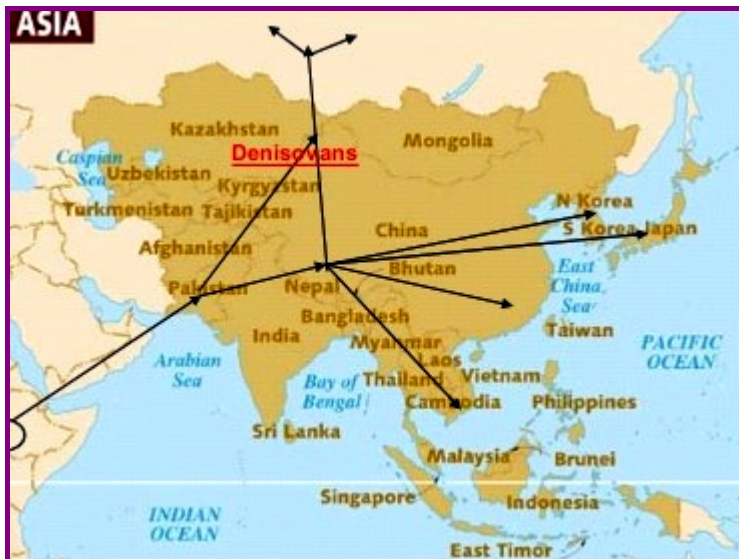 ASIA
Kazakhstan
Mongolia
Denisovans
Caspian
Sea
Uzbekistan
Kyrgyzstan
Turkmenistan
Tajikistan
N Korea
S Korea
Japan
China
Afghanistan
Bhutan
East
China
Sea
Pakistan
Nepal
Bangladesh
India
Taiwan
Myanmar
PACIFIC
OCEAN
Arabian
Sea
Laos
Bay of
Bengal
Thailand
Vietnam
Cambodia
Philippines
Sri Lanka
Malaysia
Brunei
Singapore
Indonesia
INDIAN
OCEAN
East Timor